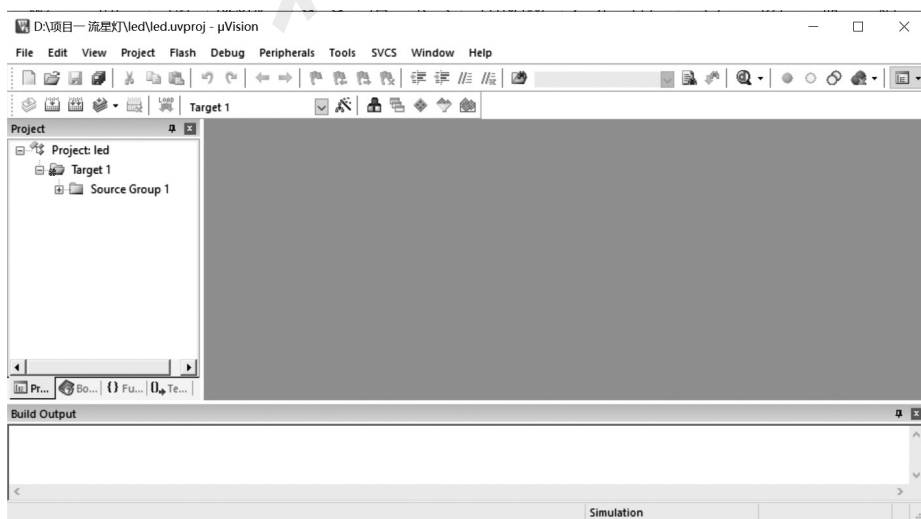 D:\项目一 流星灯\led\led.uvproj - µVision
File Edit View Project Flash Debug Peripherals Tools SVCS Window Help
LOAD Target 1
Project
Project: led
Target 1
Source Group 1
Pr... Bo... {} Fu... 0 Te...
Build Output
Simulation